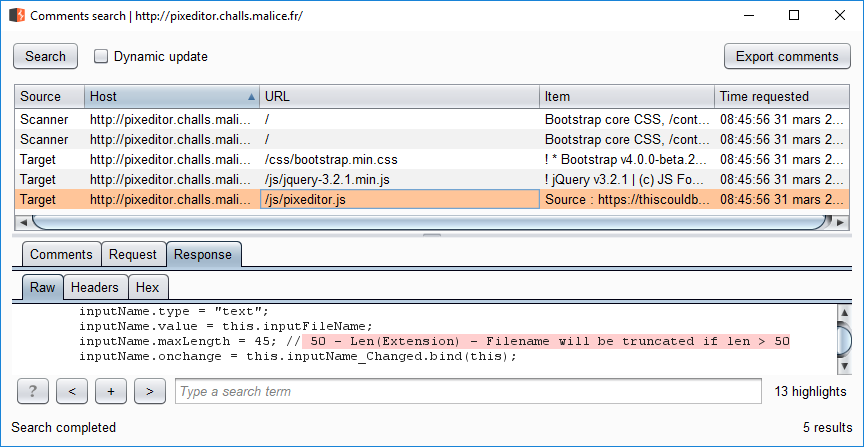 Comments search | http://pixeditor.challs.malice.fr/
Search Dynamic update Export comments
Source Host URL Item Time requested
Scanner http://pixeditor.challs.mali... / Bootstrap core CSS, /cont... 08:45:56 31 mars 2...
Scanner http://pixeditor.challs.mali... / Bootstrap core CSS, /cont... 08:45:56 31 mars 2...
Target http://pixeditor.challs.malic... /css/bootstrap.min.css ! * Bootstrap v4.0.0-beta.2... 08:45:56 31 mars 2...
Target http://pixeditor.challs.malic... /js/jquery-3.2.1.min.js ! jQuery v3.2.1 | (c) JS Fo... 08:45:56 31 mars 2...
Target http://pixeditor.challs.malic... /js/pixeditor.js Source : https://thiscouldb... 08:45:56 31 mars 2...
Comments Request Response
Raw Headers Hex
inputName.type = "text";
inputName.value = this.inputFileName;
inputName.maxLength = 45; // 50 - Len(Extension) - Filename will be truncated if len > 50
inputName.onchange = this.inputName_Changed.bind(this);
? < + > Type a search term 13 highlights
Search completed 5 results